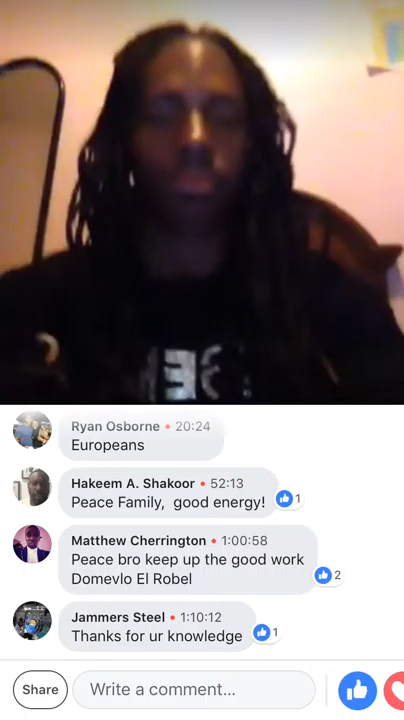 Ryan Osborne • 20:24
Europeans
Hakeem A. Shakoor • 52:13
Peace Family, good energy!
1
Matthew Cherrington • 1:00:58
Peace bro keep up the good work
Domevlo El Robel
2
Jammers Steel • 1:10:12
Thanks for ur knowledge
1
Share
Write a comment...